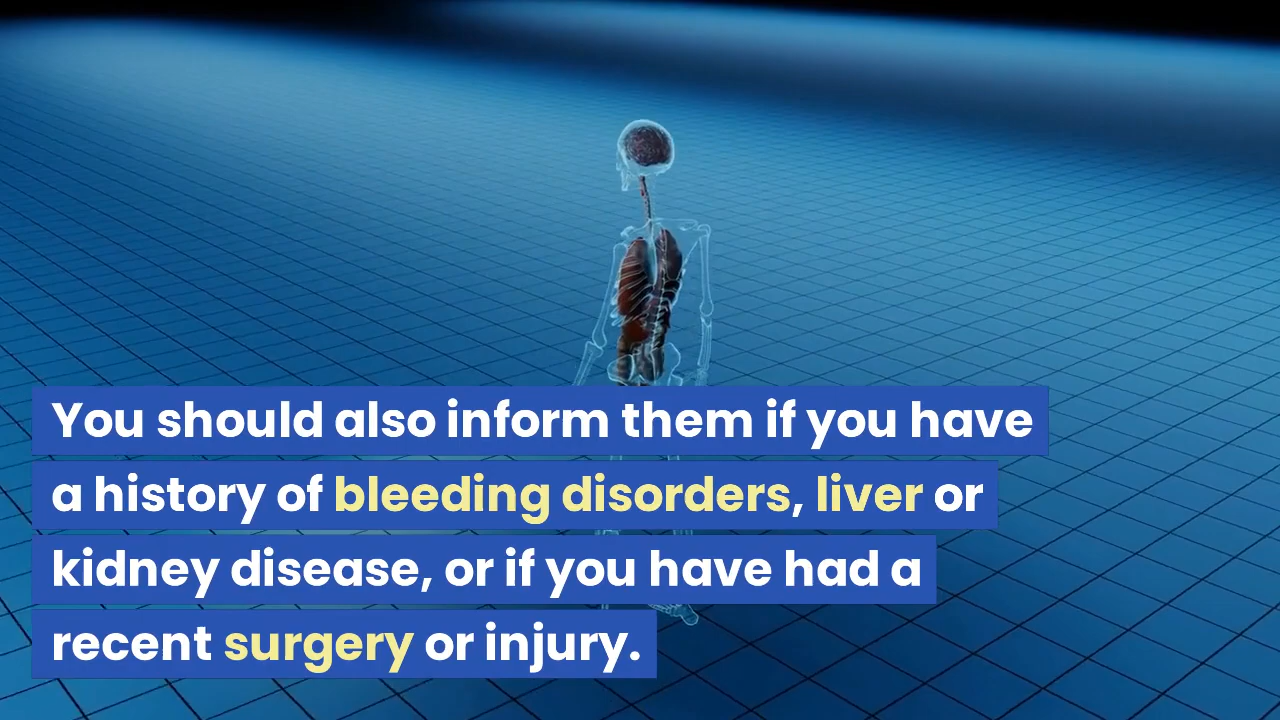 You should also inform them if you have
a history of bleeding disorders, liver or
kidney disease, or if you have had a
recent surgery or injury.